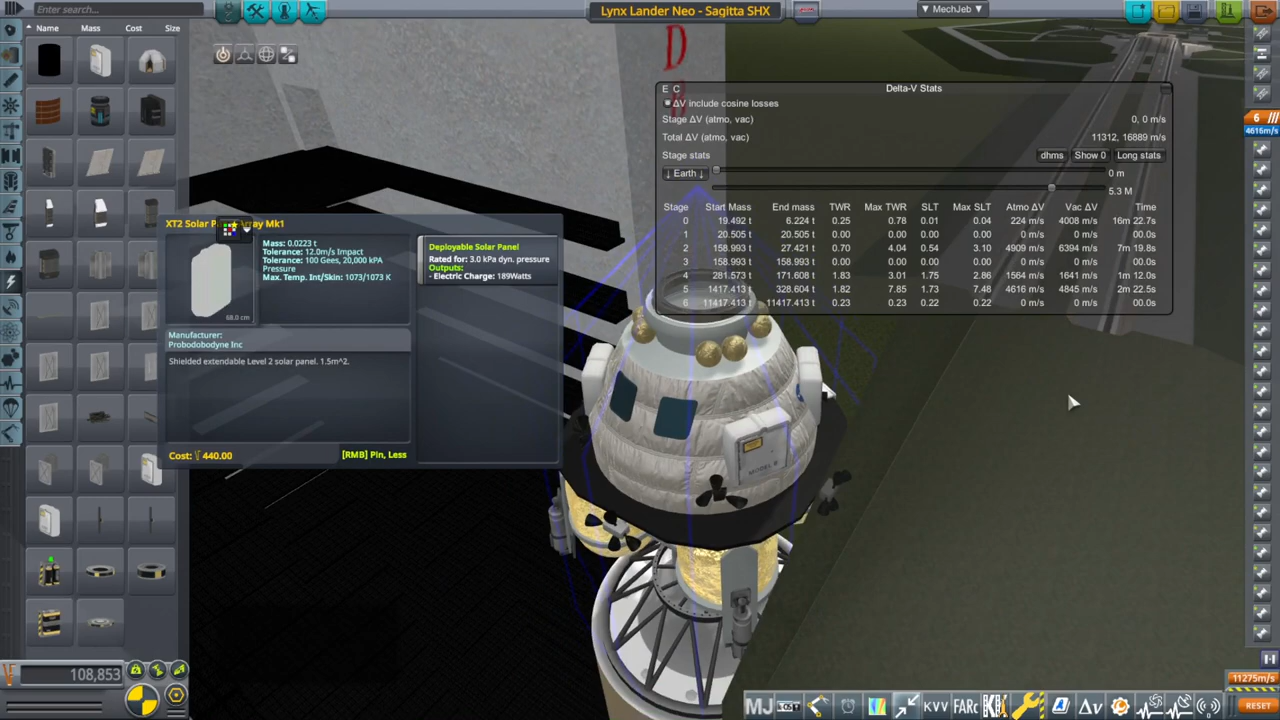 Enter search...
Lynx Lander Neo - Sagitta SHX
▼ MechJeb ▼
Name Mass Cost Size
D
E C Delta-V Stats
ΔV include cosine losses
Stage ΔV (atmo, vac) 0, 0 m/s
Total ΔV (atmo, vac) 11312, 16889 m/s
Stage stats dhms Show 0 Long stats
↓ Earth ↓ 0 m
5.3 M
Stage Start Mass End mass TWR Max TWR SLT Max SLT Atmo ΔV Vac ΔV Time
0 19.492 t 6.224 t 0.25 0.78 0.01 0.04 224 m/s 4008 m/s 16m 22.7s
1 20.505 t 20.505 t 0.00 0.00 0.00 0.00 0 m/s 0 m/s 00.0s
2 158.993 t 27.421 t 0.70 4.04 0.54 3.10 4909 m/s 6394 m/s 7m 19.8s
3 158.993 t 158.993 t 0.00 0.00 0.00 0.00 0 m/s 0 m/s 00.0s
4 281.573 t 171.608 t 1.83 3.01 1.75 2.86 1564 m/s 1641 m/s 1m 12.0s
5 1417.413 t 328.604 t 1.82 7.85 1.73 7.48 4616 m/s 4845 m/s 2m 22.5s
6 11417.413 t 11417.413 t 0.23 0.23 0.22 0.22 0 m/s 0 m/s 00.0s
6
4616m/s
XT2 Solar Array Mk1
Mass: 0.0223 t
Tolerance: 12.0m/s Impact
Tolerance: 100 Gees, 20,000 kPa
Pressure
Max. Temp. Int/Skin: 1073/1073 K
68.0 cm
Deployable Solar Panel
Rated for: 3.0 kPa dyn. pressure
Outputs:
- Electric Charge: 189Watts
Manufacturer:
Probodobodyne Inc
Shielded extendable Level 2 solar panel. 1.5m^2.
Cost: 440.00 [RMB] Pin, Less
MODEL 2
108,853
11275m/s
MJ KOS KVV FARc Δv RESET